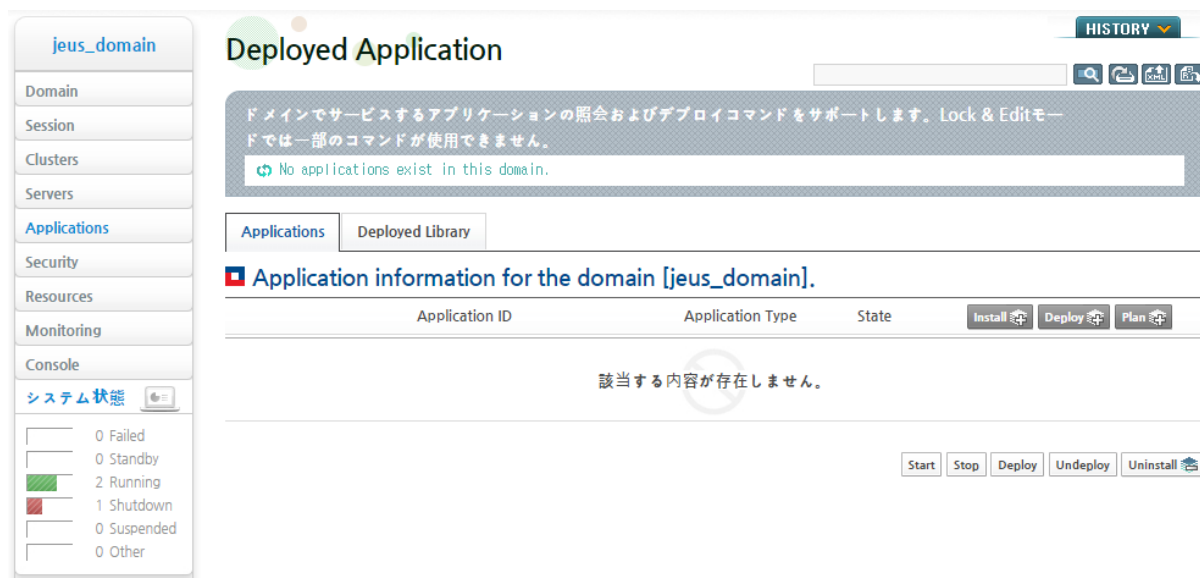 jeus_domain
Domain
Session
Clusters
Servers
Applications
Security
Resources
Monitoring
Console
システム状態
0 Failed
0 Standby
2 Running
1 Shutdown
0 Suspended
0 Other
HISTORY
Deployed Application
ドメインでサービスするアプリケーションの照会およびデプロイコマンドをサポートします。Lock & Editモー
ドでは一部のコマンドが使用できません。
No applications exist in this domain.
Applications Deployed Library
Application information for the domain [jeus_domain].
Application ID Application Type State Install Deploy Plan
該当する内容が存在しません。
Start Stop Deploy Undeploy Uninstall